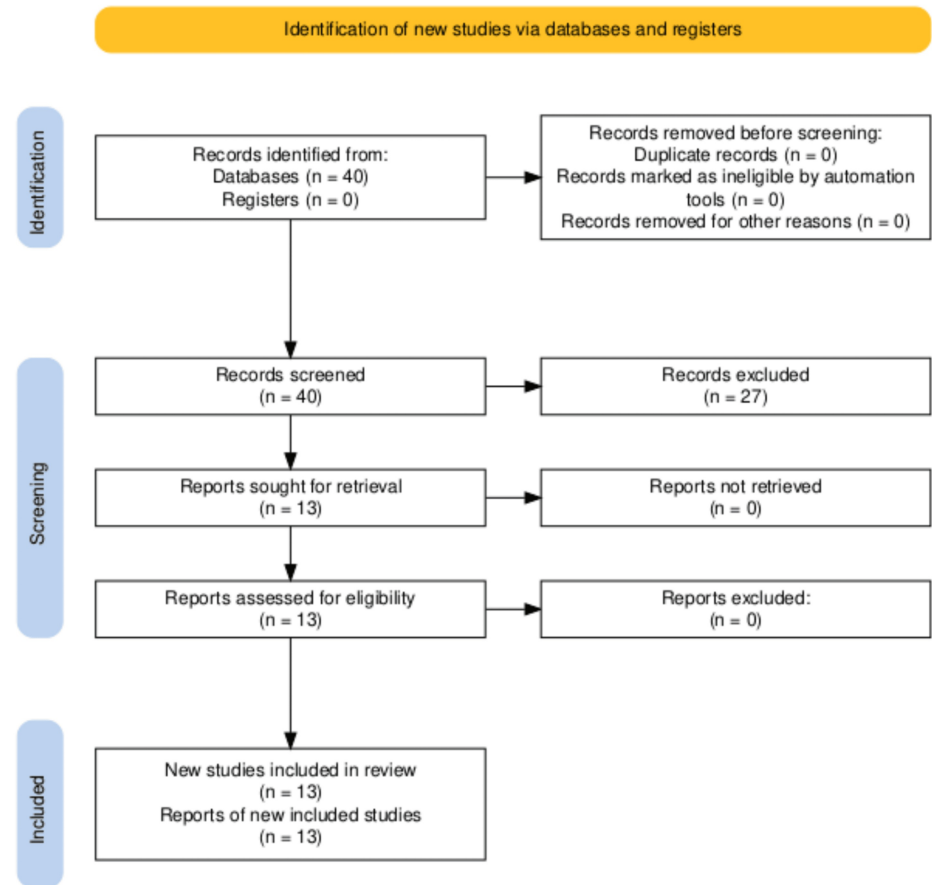 Identification of new studies via databases and registers
Identification
Records identified from:
Databases (n = 40)
Registers (n = 0)
Records removed before screening:
Duplicate records (n = 0)
Records marked as ineligible by automation
tools (n = 0)
Records removed for other reasons (n = 0)
Screening
Records screened
(n = 40)
Records excluded
(n = 27)
Reports sought for retrieval
(n = 13)
Reports not retrieved
(n = 0)
Reports assessed for eligibility
(n = 13)
Reports excluded:
(n = 0)
Included
New studies included in review
(n = 13)
Reports of new included studies
(n = 13)